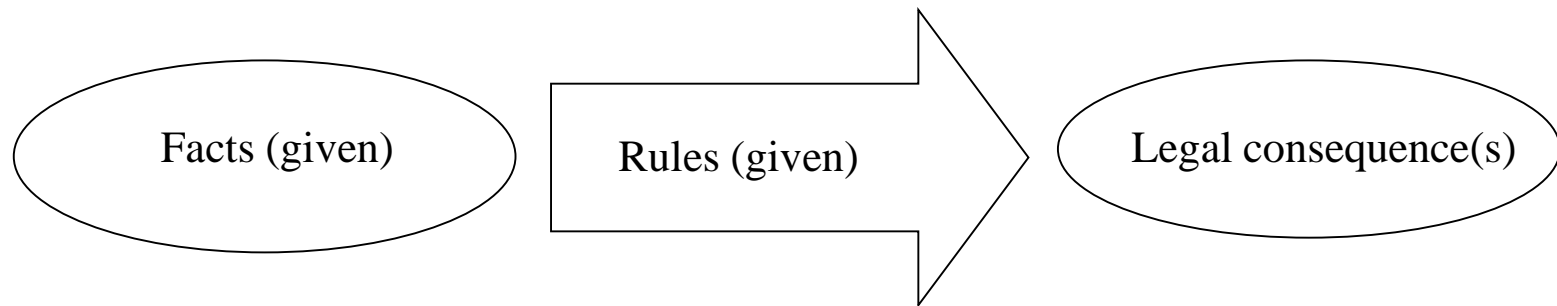 Facts (given)
Rules (given)
Legal consequence(s)